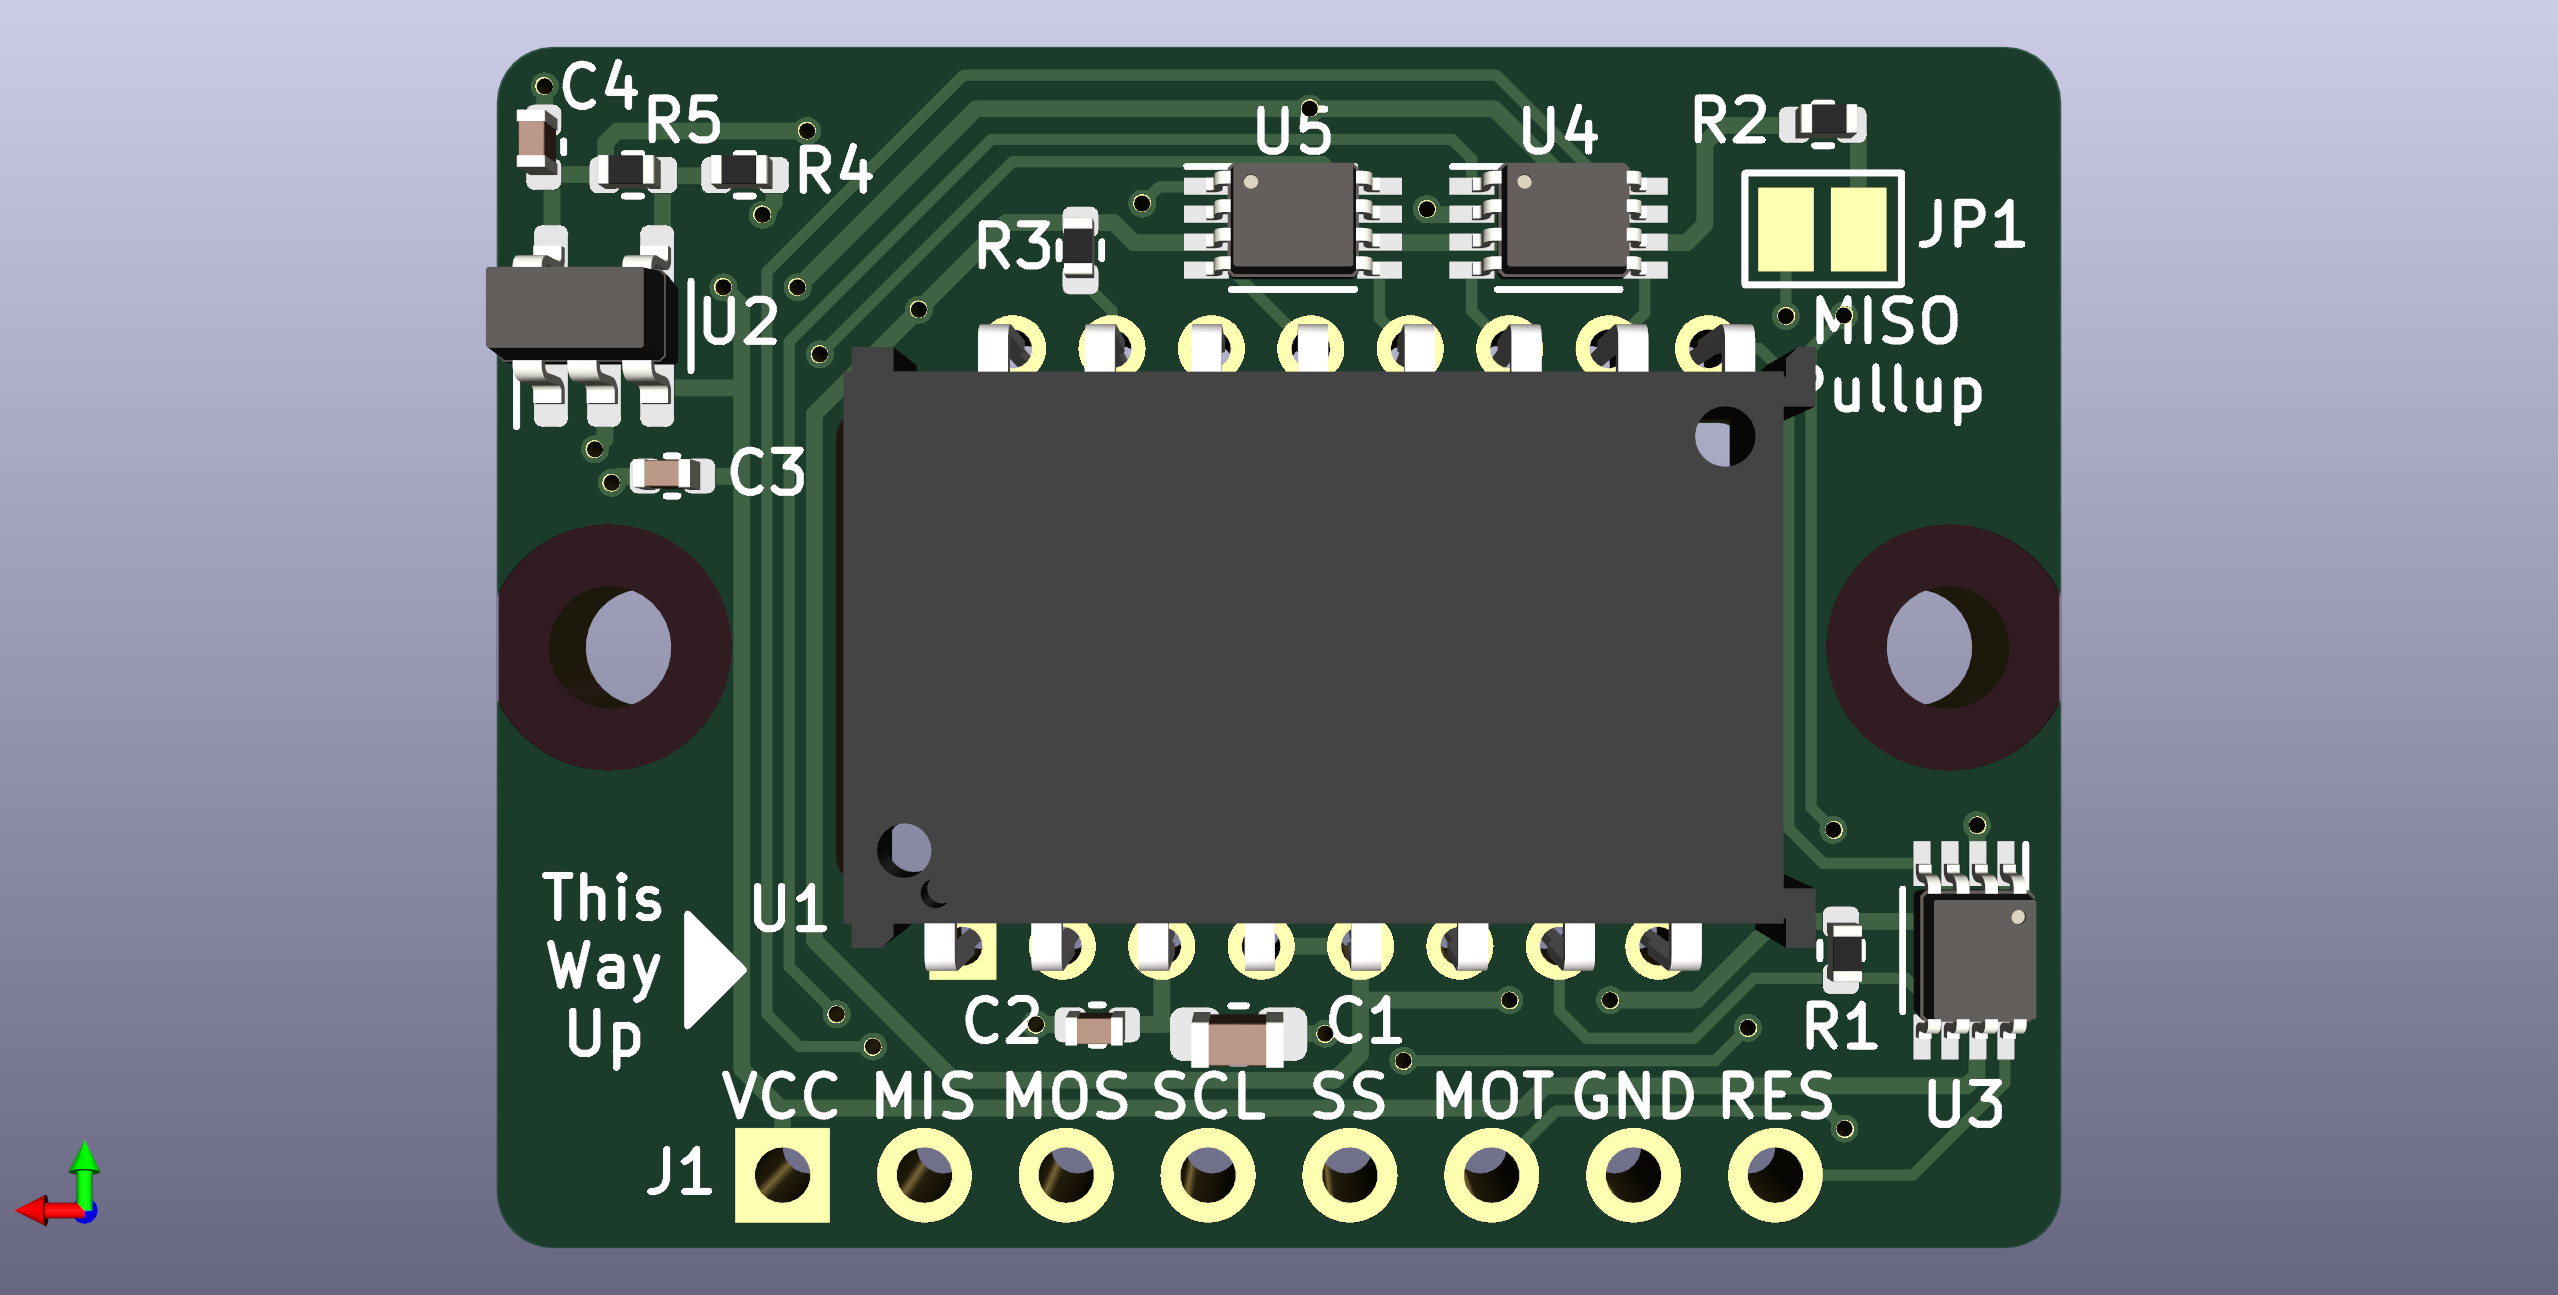 C4
R5
R4
U5
U4
R2
R3
JP1
U2
MISO
Pullup
C3
This
Way
Up
U1
C2
C1
R1
VCC MIS MOS SCL SS MOT GND RES
U3
J1